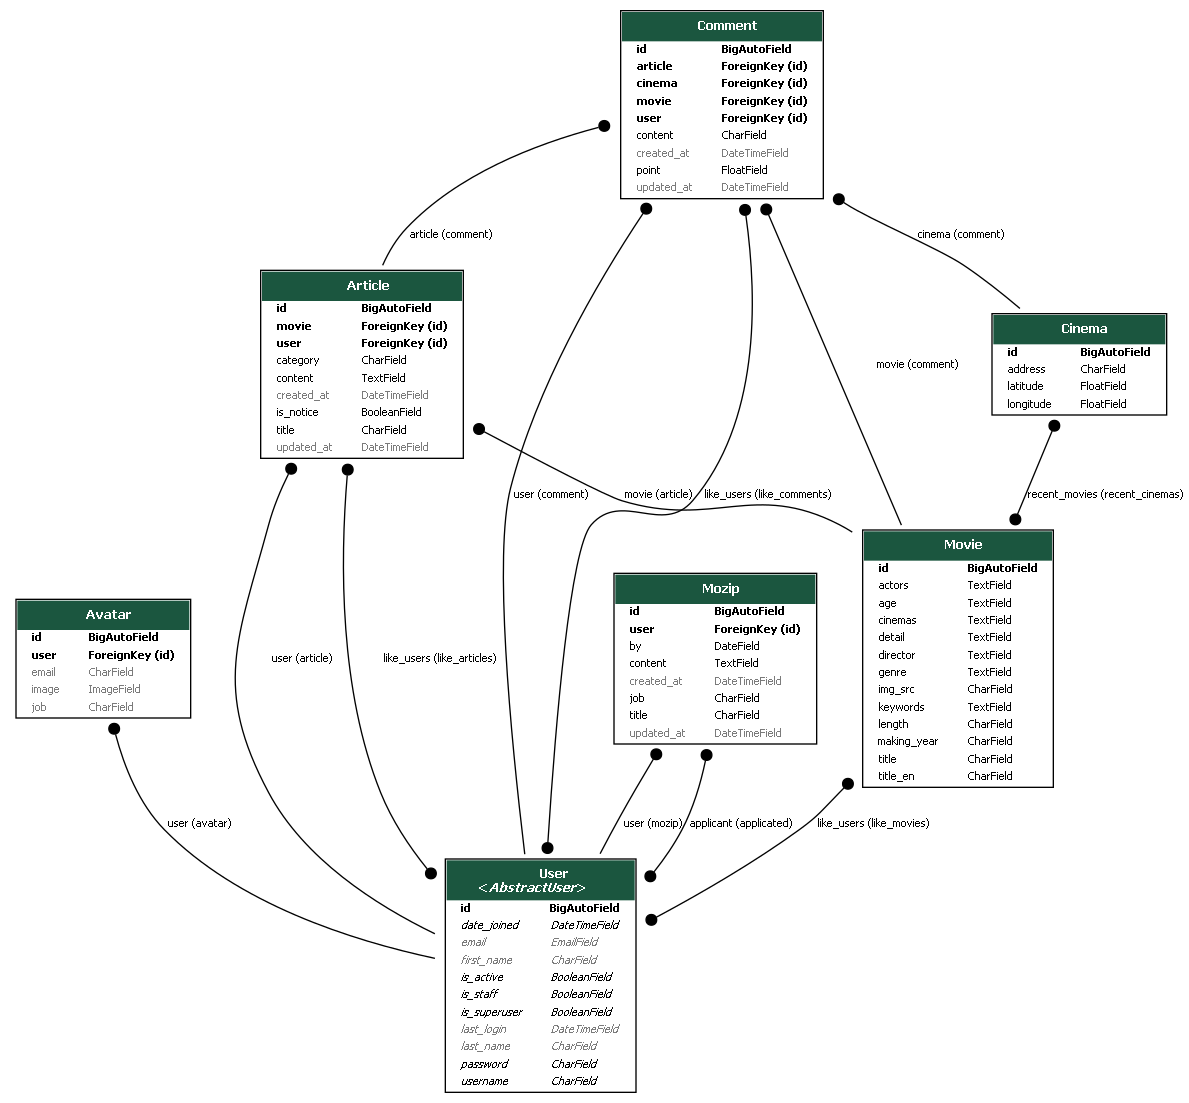 Comment
id BigAutoField
article ForeignKey (id)
cinema ForeignKey (id)
movie ForeignKey (id)
user ForeignKey (id)
content CharField
created_at DateTimeField
point FloatField
updated_at DateTimeField
article (comment)
cinema (comment)
Article
id BigAutoField
movie ForeignKey (id)
user ForeignKey (id)
category CharField
content TextField
created_at DateTimeField
is_notice BooleanField
title CharField
updated_at DateTimeField
Cinema
id BigAutoField
address CharField
latitude FloatField
longitude FloatField
movie (comment)
user (comment)
movie (article)
like_users (like_comments)
recent_movies (recent_cinemas)
Movie
id BigAutoField
actors TextField
age TextField
cinemas TextField
detail TextField
director TextField
genre TextField
img_src CharField
keywords TextField
length CharField
making_year CharField
title CharField
title_en CharField
Mozip
id BigAutoField
user ForeignKey (id)
by DateField
content TextField
created_at DateTimeField
job CharField
title CharField
updated_at DateTimeField
Avatar
id BigAutoField
user ForeignKey (id)
email CharField
image ImageField
job CharField
user (article)
like_users (like_articles)
user (avatar)
user (mozip)
applicant (applicated)
like_users (like_movies)
User
<AbstractUser>
id BigAutoField
date_joined DateTimeField
email EmailField
first_name CharField
is_active BooleanField
is_staff BooleanField
is_superuser BooleanField
last_login DateTimeField
last_name CharField
password CharField
username CharField